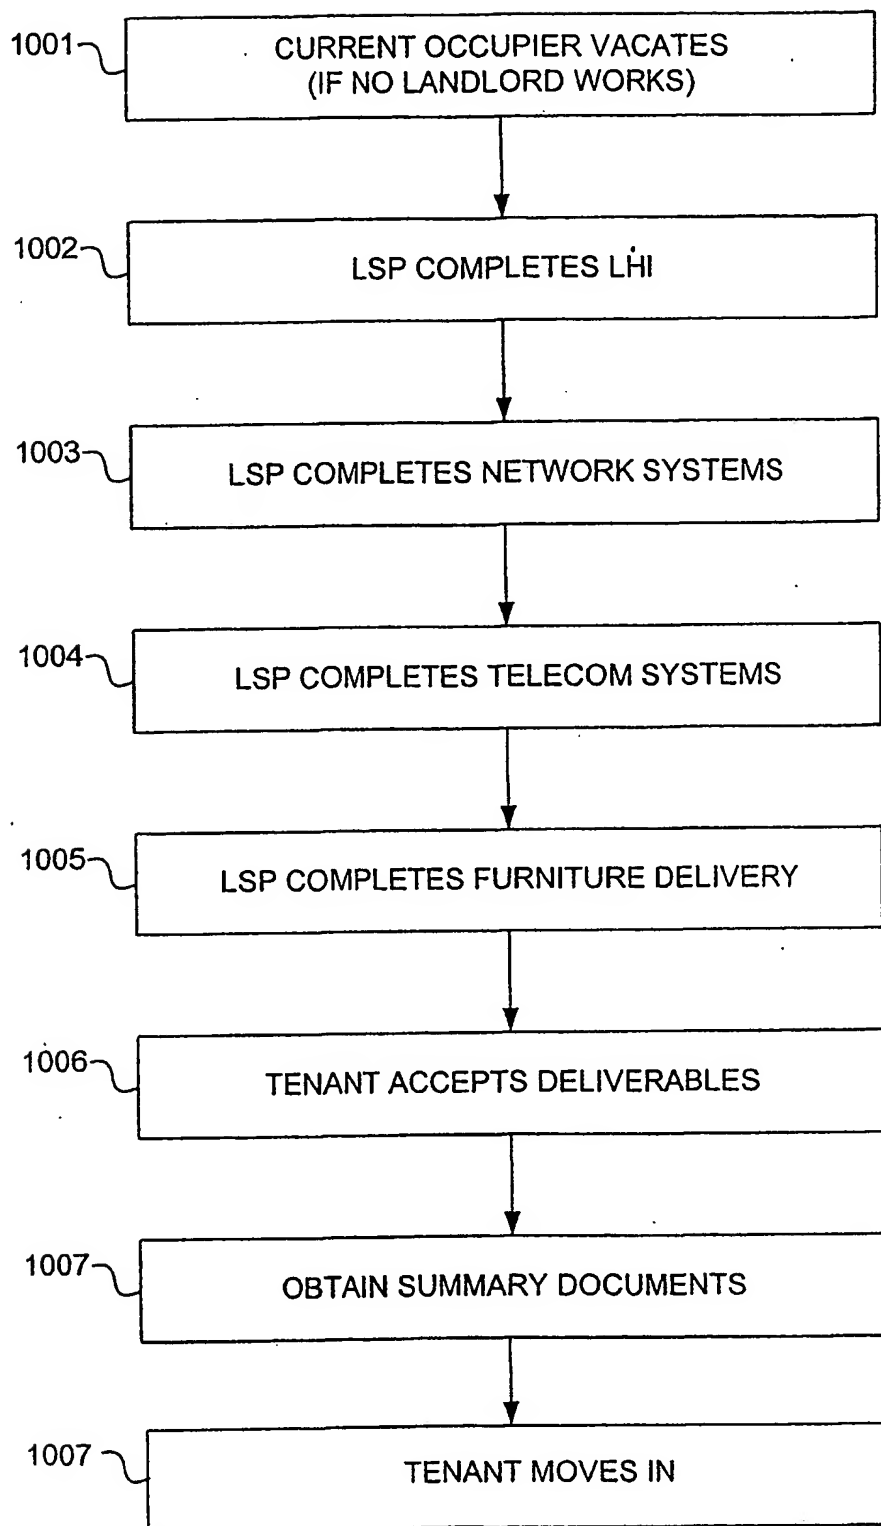 1001
CURRENT OCCUPIER VACATES
(IF NO LANDLORD WORKS)
1002
LSP COMPLETES LHI
1003
LSP COMPLETES NETWORK SYSTEMS
1004
LSP COMPLETES TELECOM SYSTEMS
1005
LSP COMPLETES FURNITURE DELIVERY
1006
TENANT ACCEPTS DELIVERABLES
1007
OBTAIN SUMMARY DOCUMENTS
1007
TENANT MOVES IN